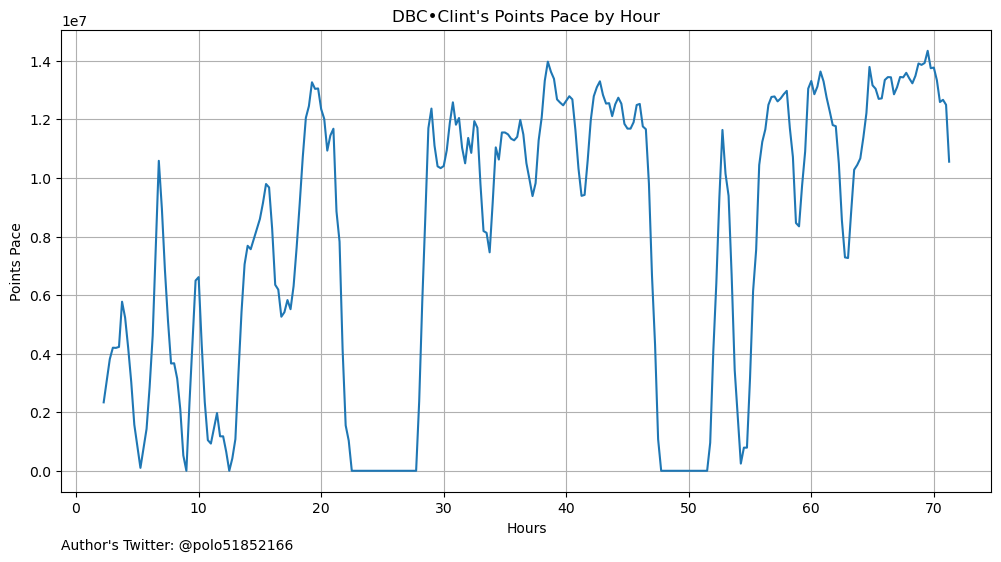 DBC•Clint's Points Pace by Hour
1e7
1.4
1.2
1.0
0.8
0.6
0.4
0.2
0.0
Points Pace
0 10 20 30 40 50 60 70
Hours
Author's Twitter: @polo51852166